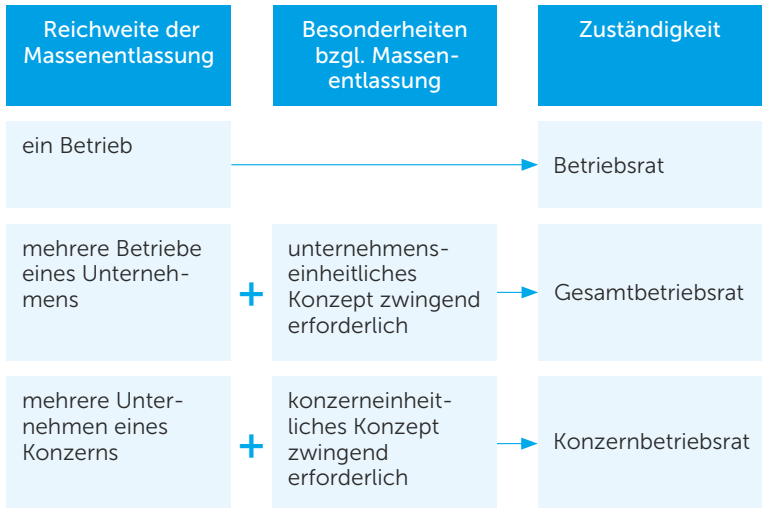 Reichweite der
Massenentlassung
Besonderheiten
bzgl. Massen-
entlassung
Zuständigkeit
ein Betrieb
Betriebsrat
mehrere Betriebe
eines Unterneh-
mens
+
unternehmens-
einheitliches
Konzept zwingend
erforderlich
Gesamtbetriebsrat
mehrere Unter-
nehmen eines
Konzerns
+
konzerneinheit-
liches Konzept
zwingend
erforderlich
Konzernbetriebsrat